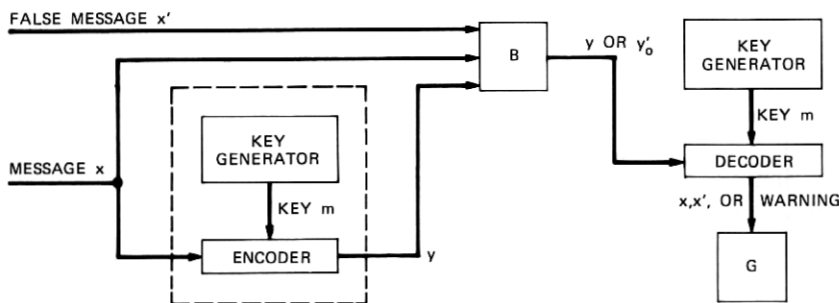 FALSE MESSAGE x'
B
y OR y'₀
KEY
GENERATOR
KEY m
DECODER
x,x', OR WARNING
G
MESSAGE x
KEY
GENERATOR
KEY m
ENCODER
y